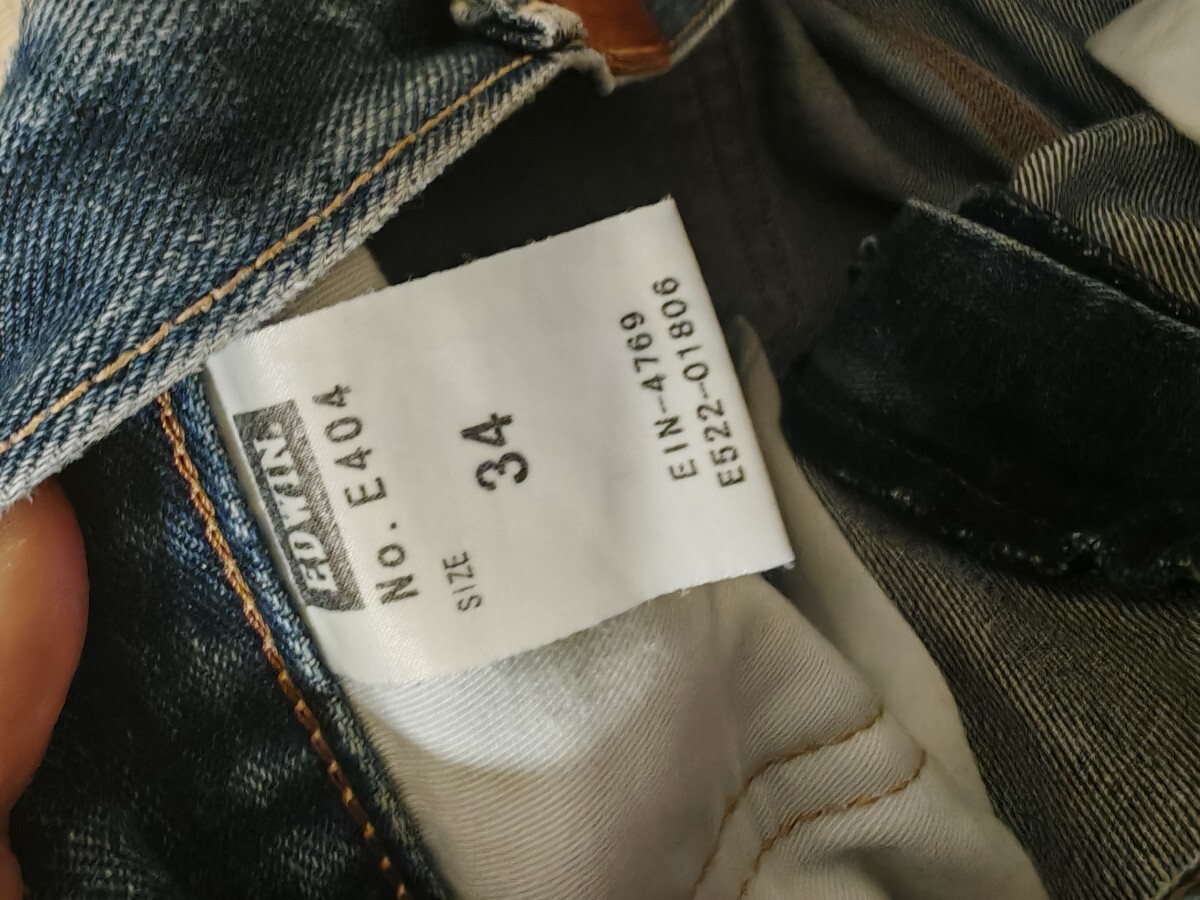 EDWIN
No. E404
SIZE 34
EIN-4769
E522-01806